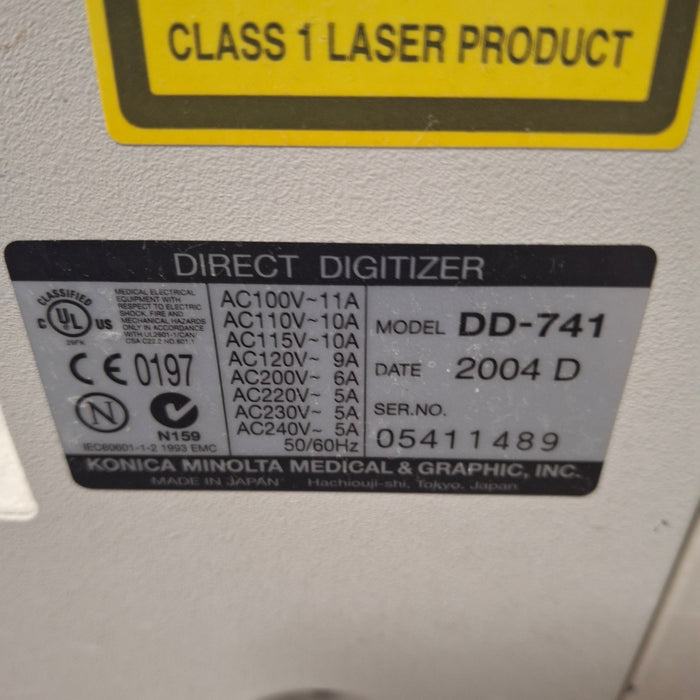 CLASS 1 LASER PRODUCT
DIRECT DIGITIZER
CLASSIFIED
C UL US
MEDICAL ELECTRICAL
EQUIPMENT WITH
RESPECT TO ELECTRIC
SHOCK, FIRE AND
MECHANICAL HAZARDS
ONLY IN ACCORDANCE
WITH UL2601-1/CAN/
CSA C22.2 NO.601.1
29FK
CE 0197
N
N159
IEC60601-1-2 1993 EMC
AC100V~11A
AC110V~10A
AC115V~10A
AC120V~ 9A
AC200V~ 6A
AC220V~ 5A
AC230V~ 5A
AC240V~ 5A
50/60Hz
MODEL DD-741
DATE 2004 D
SER.NO.
05411489
KONICA MINOLTA MEDICAL & GRAPHIC, INC.
MADE IN JAPAN Hachiouji-shi, Tokyo, Japan